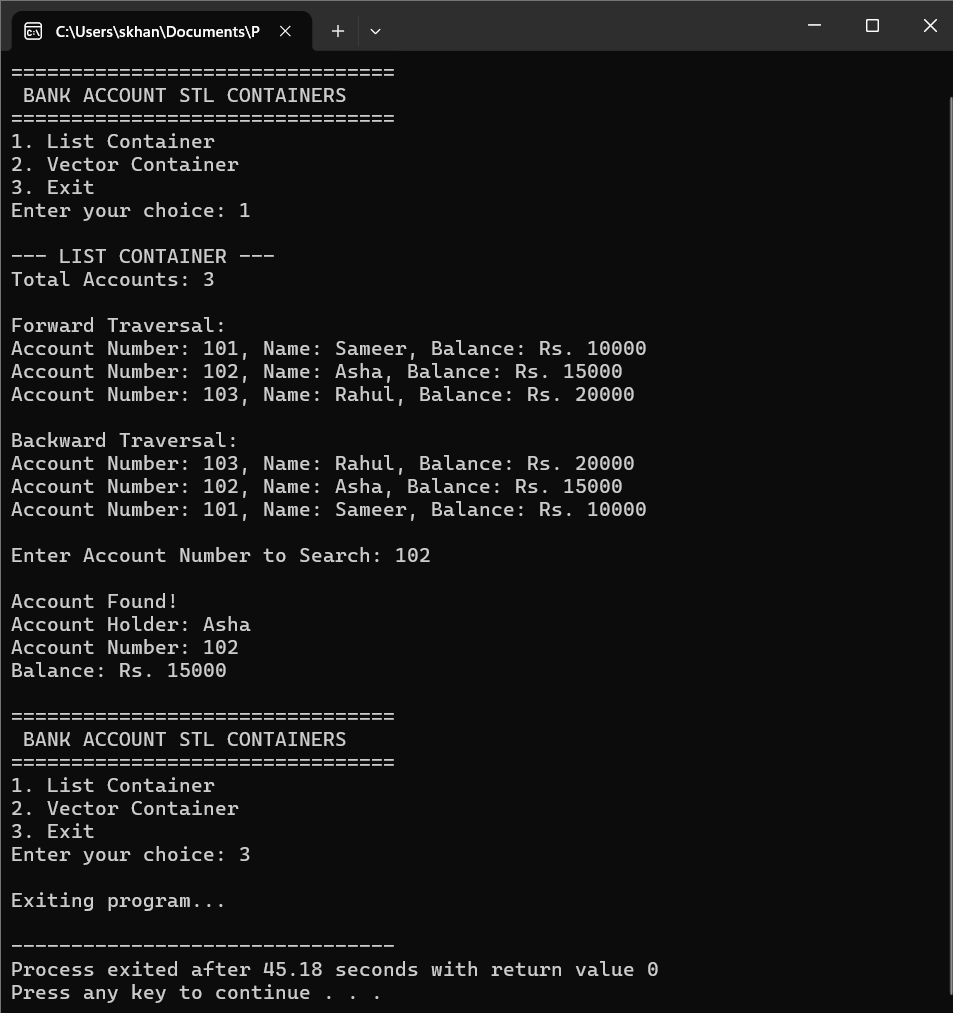 C:\Users\skhan\Documents\P
================================
 BANK ACCOUNT STL CONTAINERS
================================
1. List Container
2. Vector Container
3. Exit
Enter your choice: 1

--- LIST CONTAINER ---
Total Accounts: 3

Forward Traversal:
Account Number: 101, Name: Sameer, Balance: Rs. 10000
Account Number: 102, Name: Asha, Balance: Rs. 15000
Account Number: 103, Name: Rahul, Balance: Rs. 20000

Backward Traversal:
Account Number: 103, Name: Rahul, Balance: Rs. 20000
Account Number: 102, Name: Asha, Balance: Rs. 15000
Account Number: 101, Name: Sameer, Balance: Rs. 10000

Enter Account Number to Search: 102

Account Found!
Account Holder: Asha
Account Number: 102
Balance: Rs. 15000

================================
 BANK ACCOUNT STL CONTAINERS
================================
1. List Container
2. Vector Container
3. Exit
Enter your choice: 3

Exiting program...

--------------------------------
Process exited after 45.18 seconds with return value 0
Press any key to continue . . .